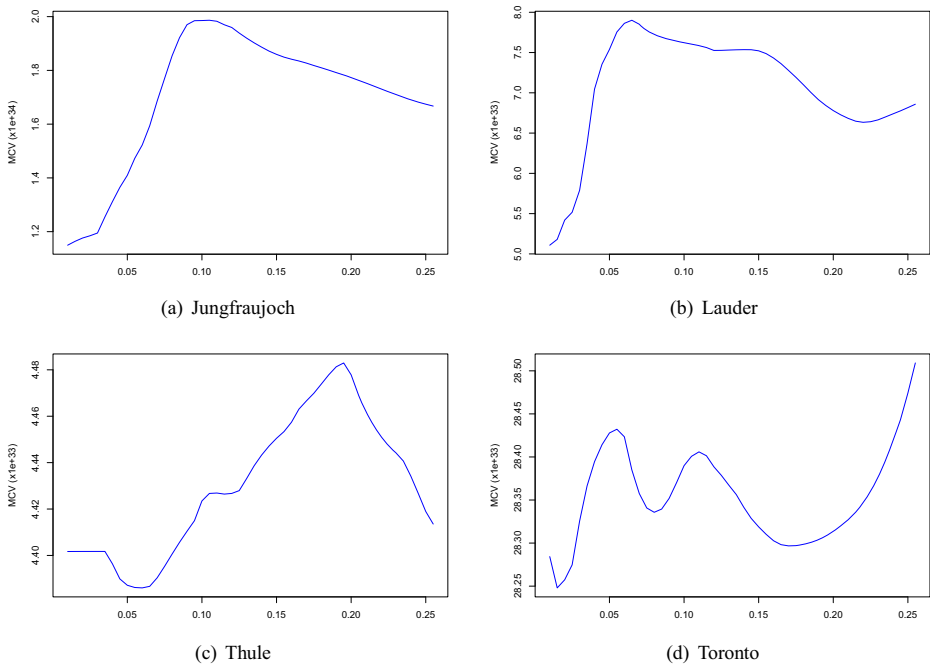 MCV (x1e+34)
2.0
1.8
1.6
1.4
1.2
0.05 0.10 0.15 0.20 0.25
(a) Jungfraujoch
MCV (x1e+33)
8.0
7.5
7.0
6.5
6.0
5.5
5.0
0.05 0.10 0.15 0.20 0.25
(b) Lauder
MCV (x1e+33)
4.48
4.46
4.44
4.42
4.40
0.05 0.10 0.15 0.20 0.25
(c) Thule
MCV (x1e+33)
28.50
28.45
28.40
28.35
28.30
28.25
0.05 0.10 0.15 0.20 0.25
(d) Toronto